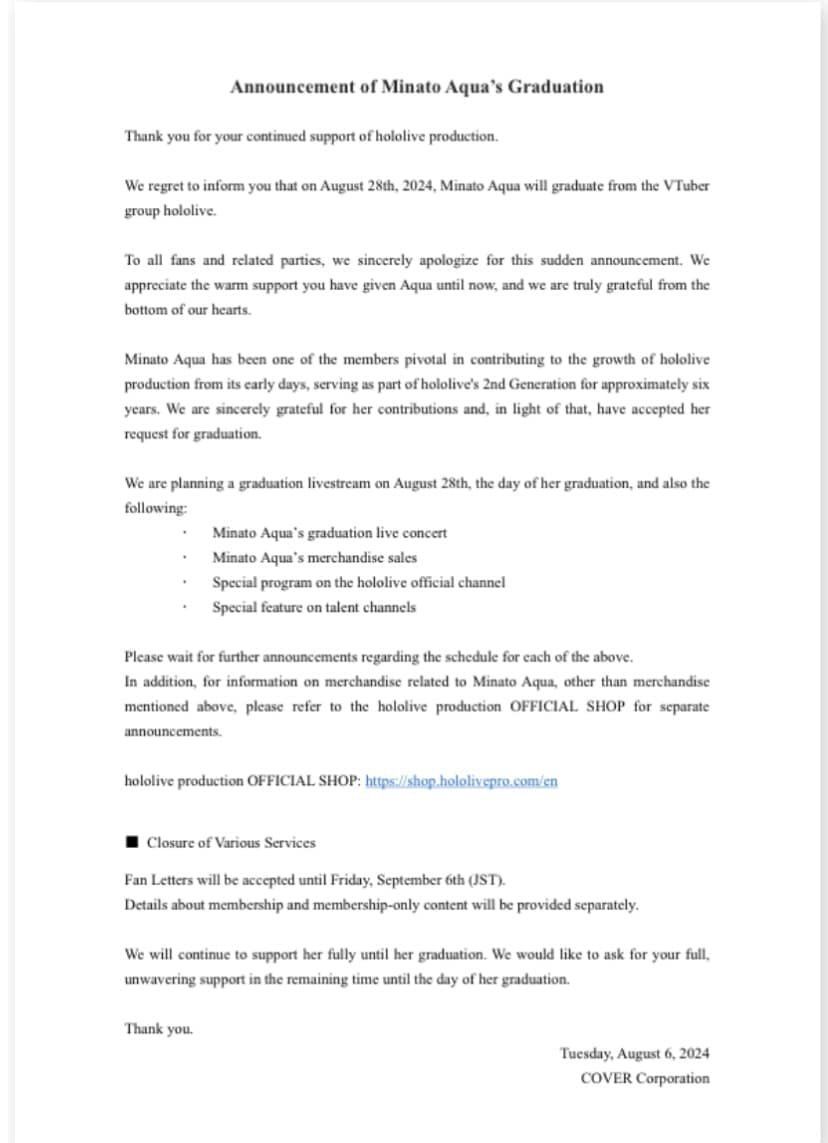 Announcement of Minato Aqua’s Graduation
Thank you for your continued support of hololive production.
We regret to inform you that on August 28th, 2024, Minato Aqua will graduate from the VTuber
group hololive.
To all fans and related parties, we sincerely apologize for this sudden announcement. We
appreciate the warm support you have given Aqua until now, and we are truly grateful from the
bottom of our hearts.
Minato Aqua has been one of the members pivotal in contributing to the growth of hololive
production from its early days, serving as part of hololive's 2nd Generation for approximately six
years. We are sincerely grateful for her contributions and, in light of that, have accepted her
request for graduation.
We are planning a graduation livestream on August 28th, the day of her graduation, and also the
following:
· Minato Aqua’s graduation live concert
· Minato Aqua’s merchandise sales
· Special program on the hololive official channel
· Special feature on talent channels
Please wait for further announcements regarding the schedule for each of the above.
In addition, for information on merchandise related to Minato Aqua, other than merchandise
mentioned above, please refer to the hololive production OFFICIAL SHOP for separate
announcements.
hololive production OFFICIAL SHOP: https://shop.hololivepro.com/en
■ Closure of Various Services
Fan Letters will be accepted until Friday, September 6th (JST).
Details about membership and membership-only content will be provided separately.
We will continue to support her fully until her graduation. We would like to ask for your full,
unwavering support in the remaining time until the day of her graduation.
Thank you.
Tuesday, August 6, 2024
COVER Corporation